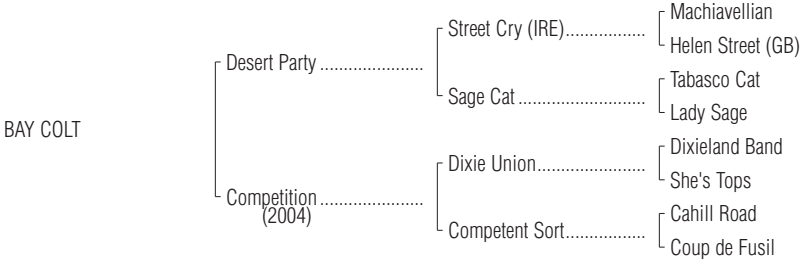 Machiavellian
Street Cry (IRE).................
Helen Street (GB)
Desert Party ......................
Tabasco Cat
Sage Cat ...........................
Lady Sage
BAY COLT
Dixieland Band
Dixie Union.......................
She's Tops
Competition ......................
(2004)
Cahill Road
Competent Sort.................
Coup de Fusil